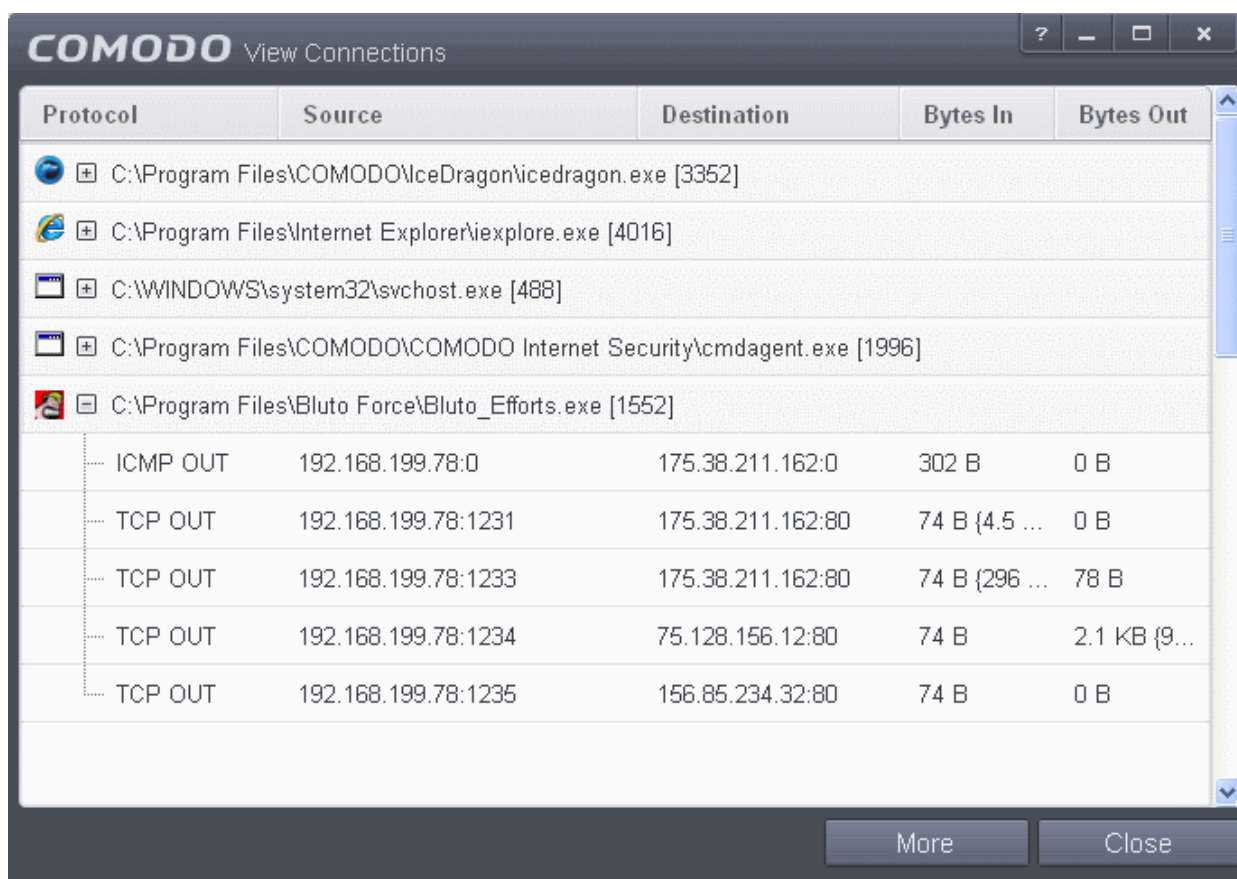 COMODO View Connections
Protocol Source Destination Bytes In Bytes Out
C:\Program Files\COMODO\IceDragon\icedragon.exe [3352]
C:\Program Files\Internet Explorer\iexplore.exe [4016]
C:\WINDOWS\system32\svchost.exe [488]
C:\Program Files\COMODO\COMODO Internet Security\cmdagent.exe [1996]
C:\Program Files\Bluto Force\Bluto_Efforts.exe [1552]
ICMP OUT 192.168.199.78:0 175.38.211.162:0 302 B 0 B
TCP OUT 192.168.199.78:1231 175.38.211.162:80 74 B {4.5 ... 0 B
TCP OUT 192.168.199.78:1233 175.38.211.162:80 74 B {296 ... 78 B
TCP OUT 192.168.199.78:1234 75.128.156.12:80 74 B 2.1 KB {9...
TCP OUT 192.168.199.78:1235 156.85.234.32:80 74 B 0 B
More Close